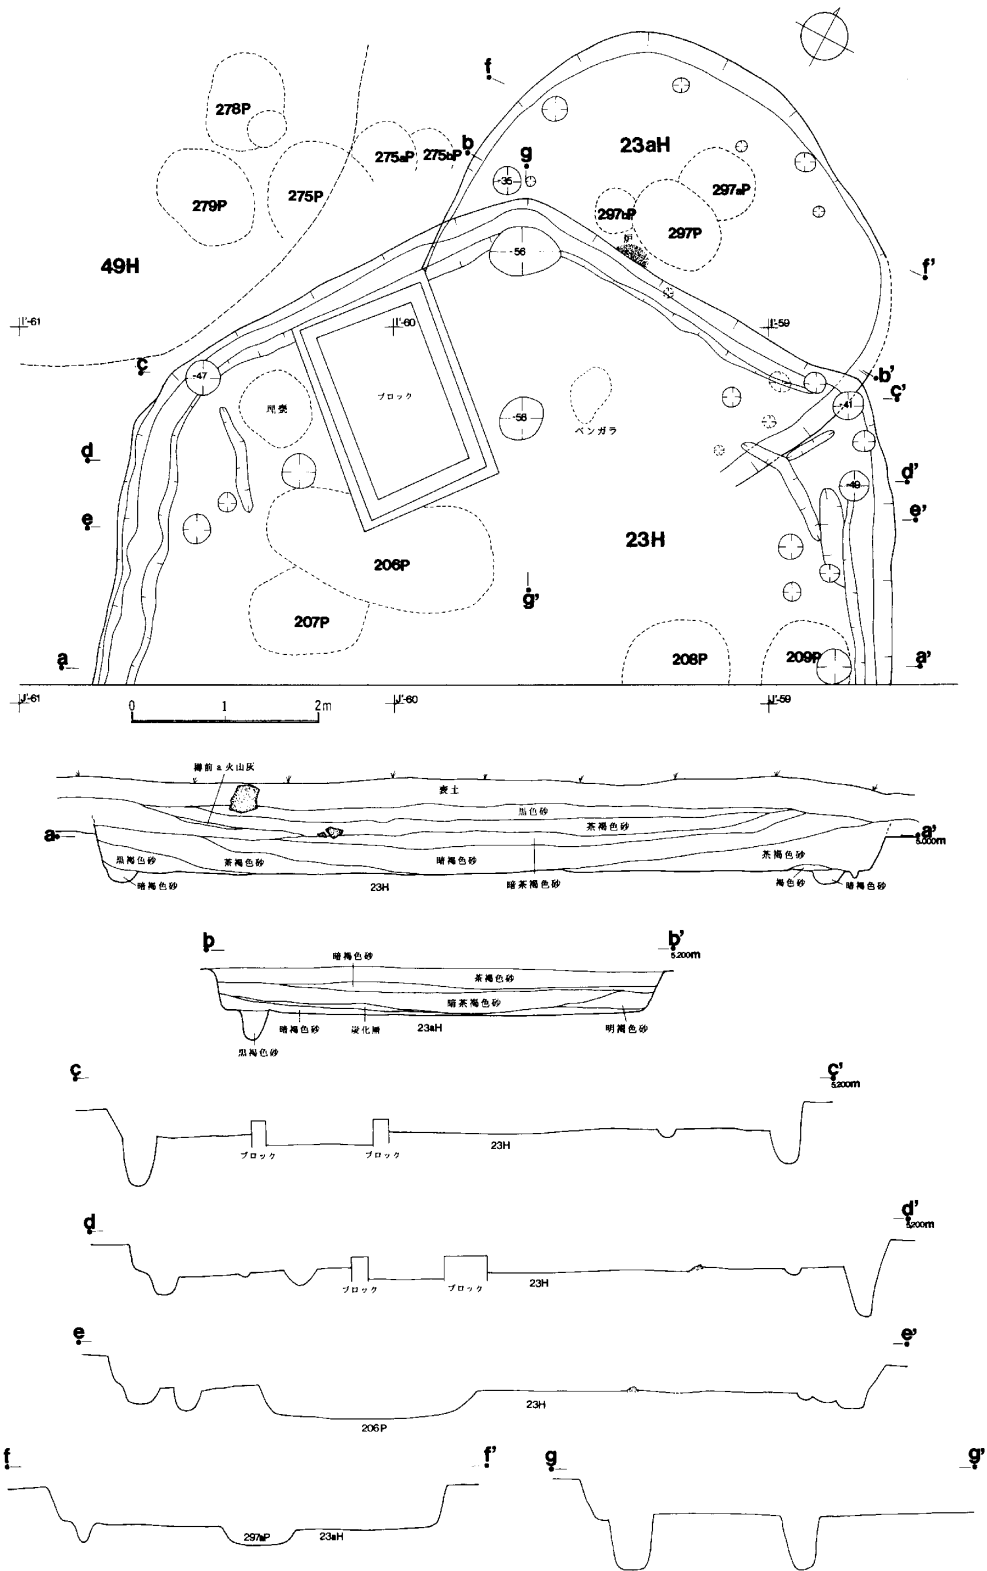 f
278P
b
g
23aH
275aP
275bP
-35
297aP
279P
275P
297bP
297P
炉
-56
49H
f'
I'-61
I'-60
I'-59
c
-47
b'
c'
ブロック
埋甕
-41
-58
ベンガラ
d
d'
-49
e
e'
23H
206P
g'
207P
208P
209P
a
a'
J'-61
J'-60
J'-59
0 1 2m
樽前a火山灰
表土
黒色砂
茶褐色砂
a
a'
5.000m
黒褐色砂
茶褐色砂
暗褐色砂
茶褐色砂
暗褐色砂
23H
暗茶褐色砂
褐色砂
暗褐色砂
b
b'
5.200m
暗褐色砂
茶褐色砂
暗茶褐色砂
暗褐色砂
炭化層
23aH
明褐色砂
黒褐色砂
c
c'
5.200m
23H
ブロック
ブロック
d
d'
5.200m
ブロック
ブロック
23H
e
e'
23H
206P
f
f'
g
g'
297aP
23aH